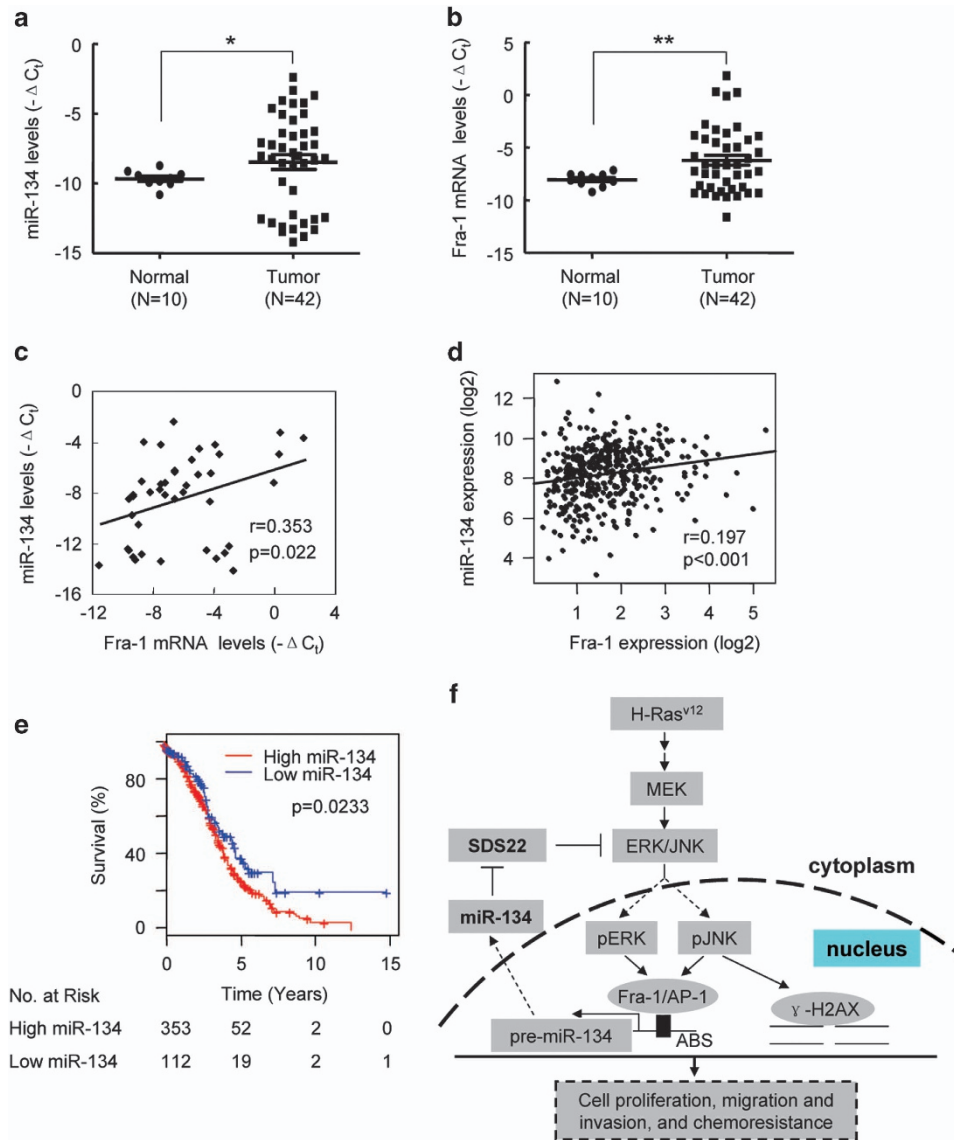 a
miR-134 levels (-ΔCt)
0
-5
-10
-15
*
Normal
(N=10)
Tumor
(N=42)
b
Fra-1 mRNA levels (-ΔCt)
5
0
-5
-10
-15
**
Normal
(N=10)
Tumor
(N=42)
c
miR-134 levels (-ΔCt)
0
-4
-8
-12
-16
r=0.353
p=0.022
-12 -8 -4 0 4
Fra-1 mRNA levels (-ΔCt)
d
miR-134 expression (log2)
12
10
8
6
4
r=0.197
p<0.001
1 2 3 4 5
Fra-1 expression (log2)
e
Survival (%)
80
40
0
High miR-134
Low miR-134
p=0.0233
0 5 10 15
Time (Years)
No. at Risk
High miR-134 353 52 2 0
Low miR-134 112 19 2 1
f
H-Rasv12
MEK
SDS22
ERK/JNK
cytoplasm
miR-134
pERK
pJNK
nucleus
Fra-1/AP-1
γ-H2AX
pre-miR-134
ABS
Cell proliferation, migration and
invasion, and chemoresistance